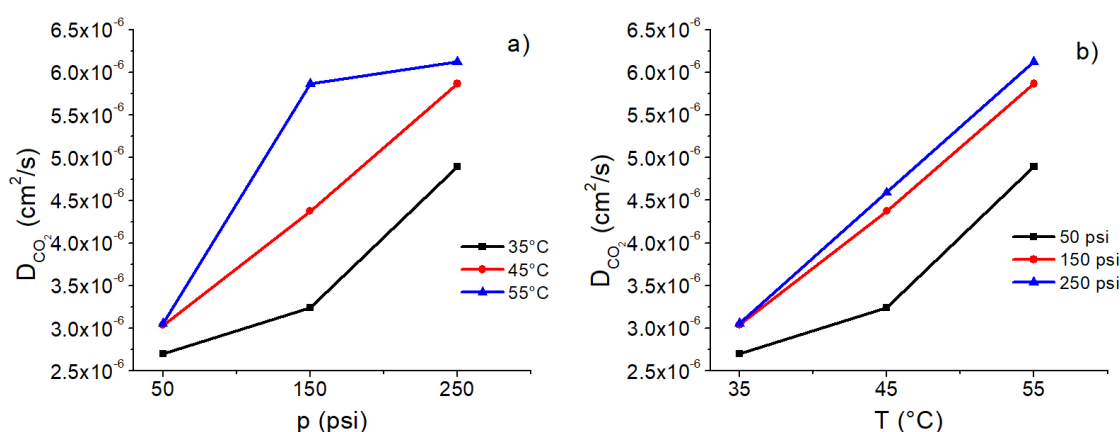 a)
6.5x10⁻⁶
6.0x10⁻⁶
5.5x10⁻⁶
5.0x10⁻⁶
4.5x10⁻⁶
4.0x10⁻⁶
3.5x10⁻⁶
3.0x10⁻⁶
2.5x10⁻⁶
D_CO₂ (cm²/s)
35°C
45°C
55°C
50 150 250
p (psi)
b)
6.5x10⁻⁶
6.0x10⁻⁶
5.5x10⁻⁶
5.0x10⁻⁶
4.5x10⁻⁶
4.0x10⁻⁶
3.5x10⁻⁶
3.0x10⁻⁶
2.5x10⁻⁶
D_CO₂ (cm²/s)
50 psi
150 psi
250 psi
35 45 55
T (°C)